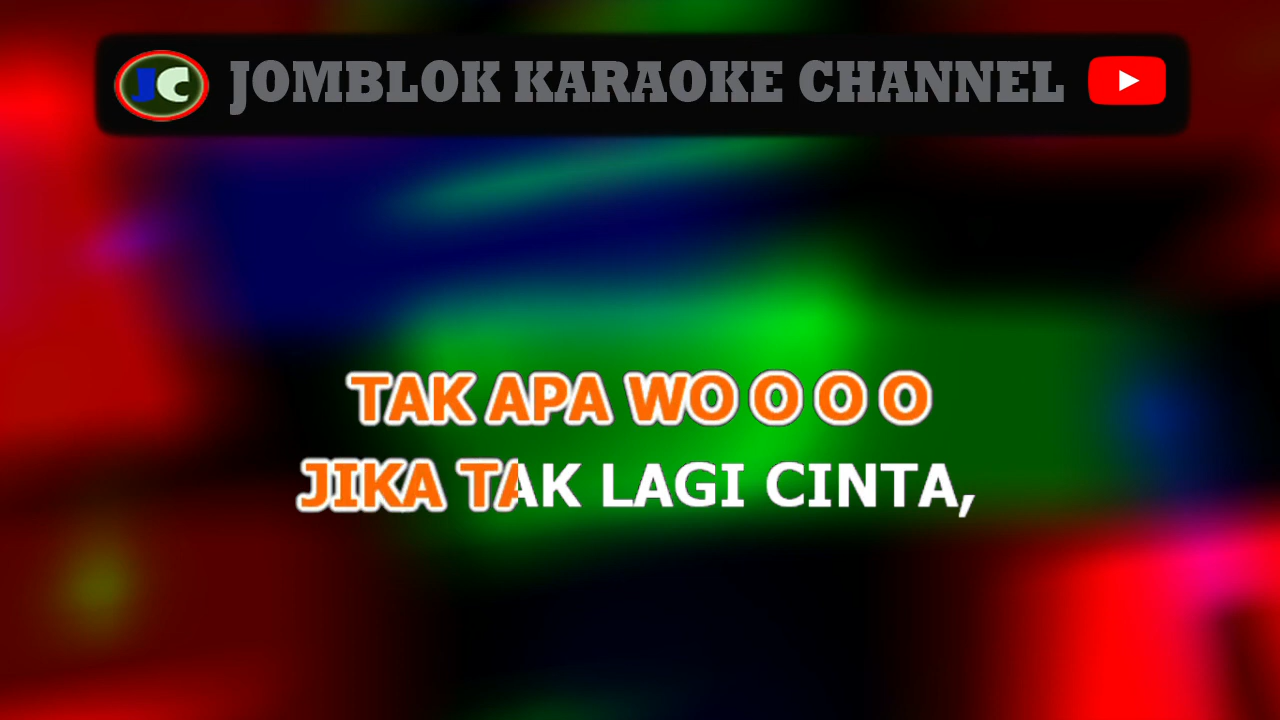 JC JOMBLOK KARAOKE CHANNEL
TAK APA WO O O O
JIKA TAK LAGI CINTA,